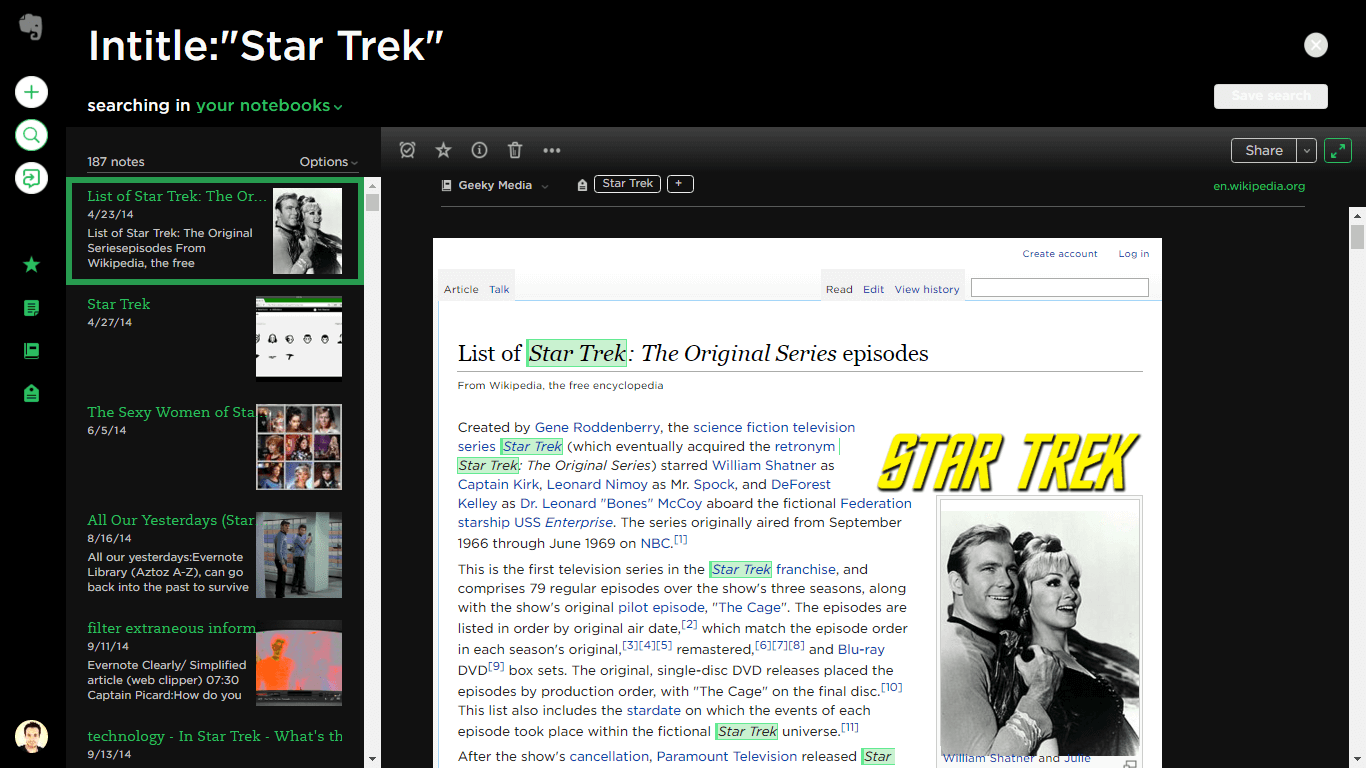 Intitle:"Star Trek"
searching in your notebooks
Save search
187 notes
Options
List of Star Trek: The Or...
4/23/14
List of Star Trek: The Original
Seriesepisodes From
Wikipedia, the free
Star Trek
4/27/14
The Sexy Women of Sta
6/5/14
All Our Yesterdays (Star
8/16/14
All our yesterdays:Evernote
Library (Aztoz A-Z), can go
back into the past to survive
filter extraneous inform
9/11/14
Evernote Clearly/ Simplified
article (web clipper) 07:30
Captain Picard:How do you
technology - In Star Trek - What's th
9/13/14
Share
Geeky Media
Star Trek
+
en.wikipedia.org
Create account Log in
Article Talk Read Edit View history
List of Star Trek: The Original Series episodes
From Wikipedia, the free encyclopedia
Created by Gene Roddenberry, the science fiction television
series Star Trek (which eventually acquired the retronym
Star Trek: The Original Series) starred William Shatner as
Captain Kirk, Leonard Nimoy as Mr. Spock, and DeForest
Kelley as Dr. Leonard "Bones" McCoy aboard the fictional Federation
starship USS Enterprise. The series originally aired from September
1966 through June 1969 on NBC.[1]
This is the first television series in the Star Trek franchise, and
comprises 79 regular episodes over the show's three seasons, along
with the show's original pilot episode, "The Cage". The episodes are
listed in order by original air date,[2] which match the episode order
in each season's original,[3][4][5] remastered,[6][7][8] and Blu-ray
DVD[9] box sets. The original, single-disc DVD releases placed the
episodes by production order, with "The Cage" on the final disc.[10]
This list also includes the stardate on which the events of each
episode took place within the fictional Star Trek universe.[11]
After the show's cancellation, Paramount Television released Star
STAR TREK
William Shatner and Julie